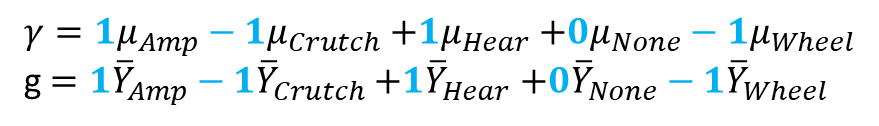 γ = 1μ_Amp − 1μ_Crutch +1μ_Hear +0μ_None − 1μ_Wheel
g = 1Ȳ_Amp − 1Ȳ_Crutch +1Ȳ_Hear +0Ȳ_None − 1Ȳ_Wheel